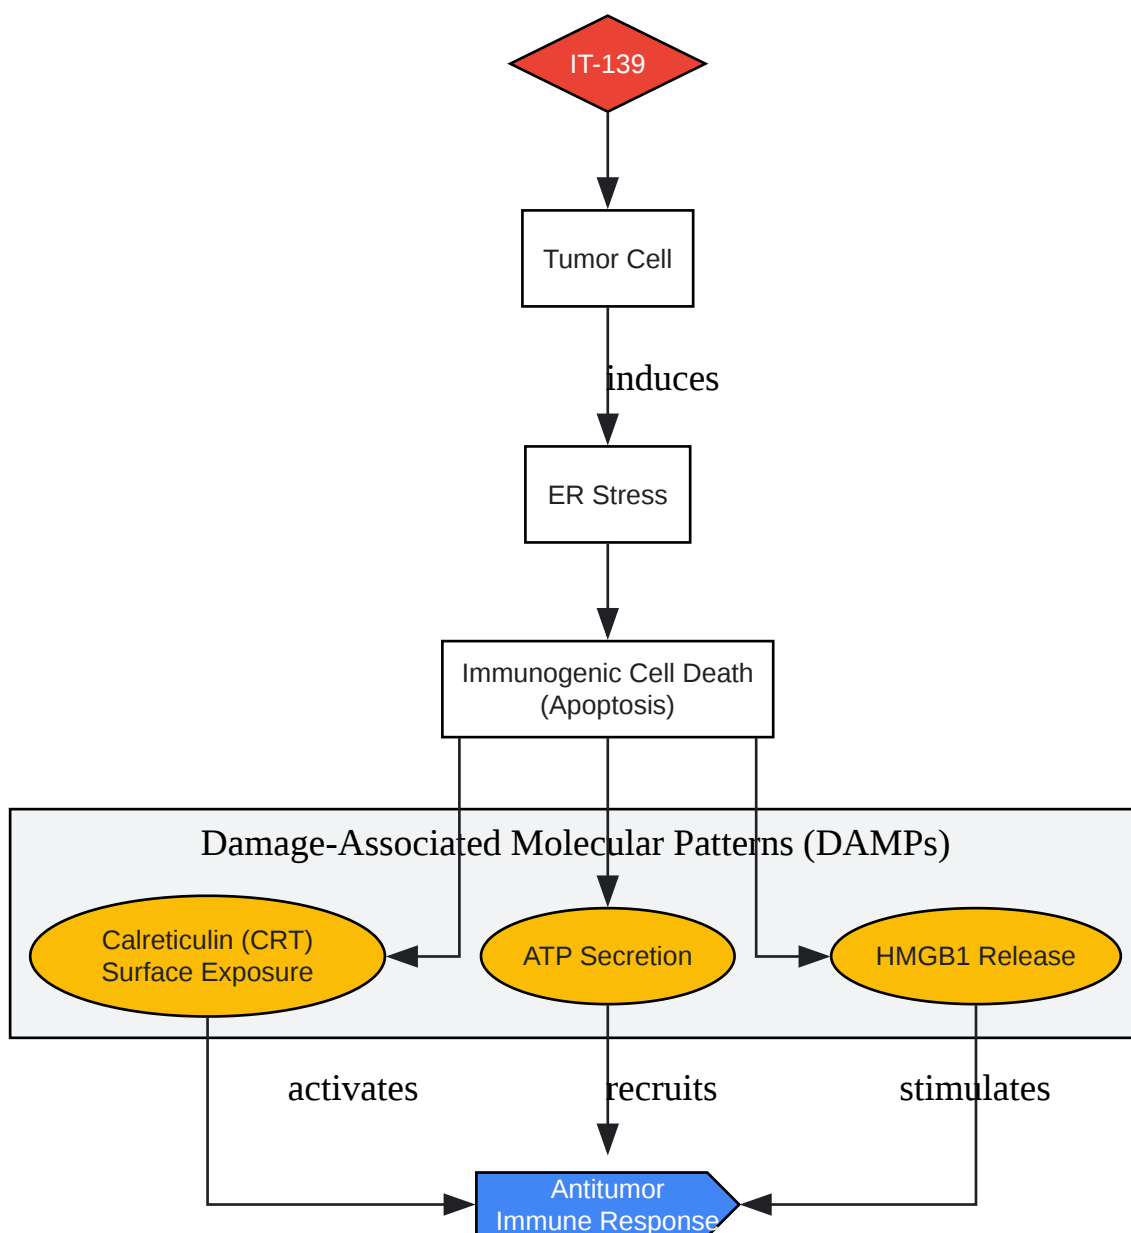 IT-139
Tumor Cell
induces
ER Stress
Immunogenic Cell Death
(Apoptosis)
Damage-Associated Molecular Patterns (DAMPs)
Calreticulin (CRT)
Surface Exposure
ATP Secretion
HMGB1 Release
activates
recruits
stimulates
Antitumor
Immune Response